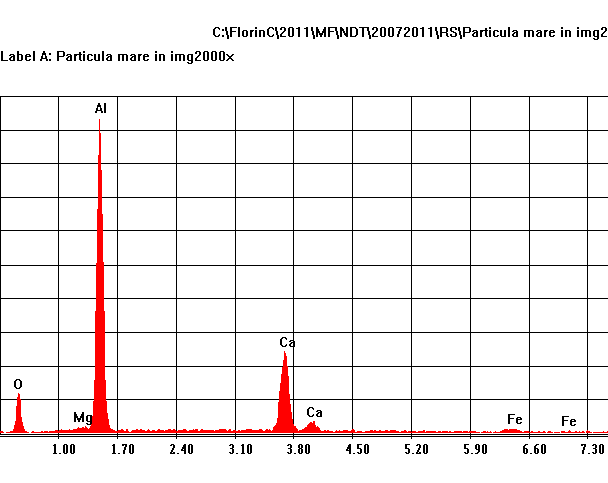 C:\FlorinC\2011\MF\NDT\20072011\RS\Particula mare in img2
Label A: Particula mare in img2000x
Al
Ca
O
Mg
Ca
Fe
Fe
1.00 1.70 2.40 3.10 3.80 4.50 5.20 5.90 6.60 7.30